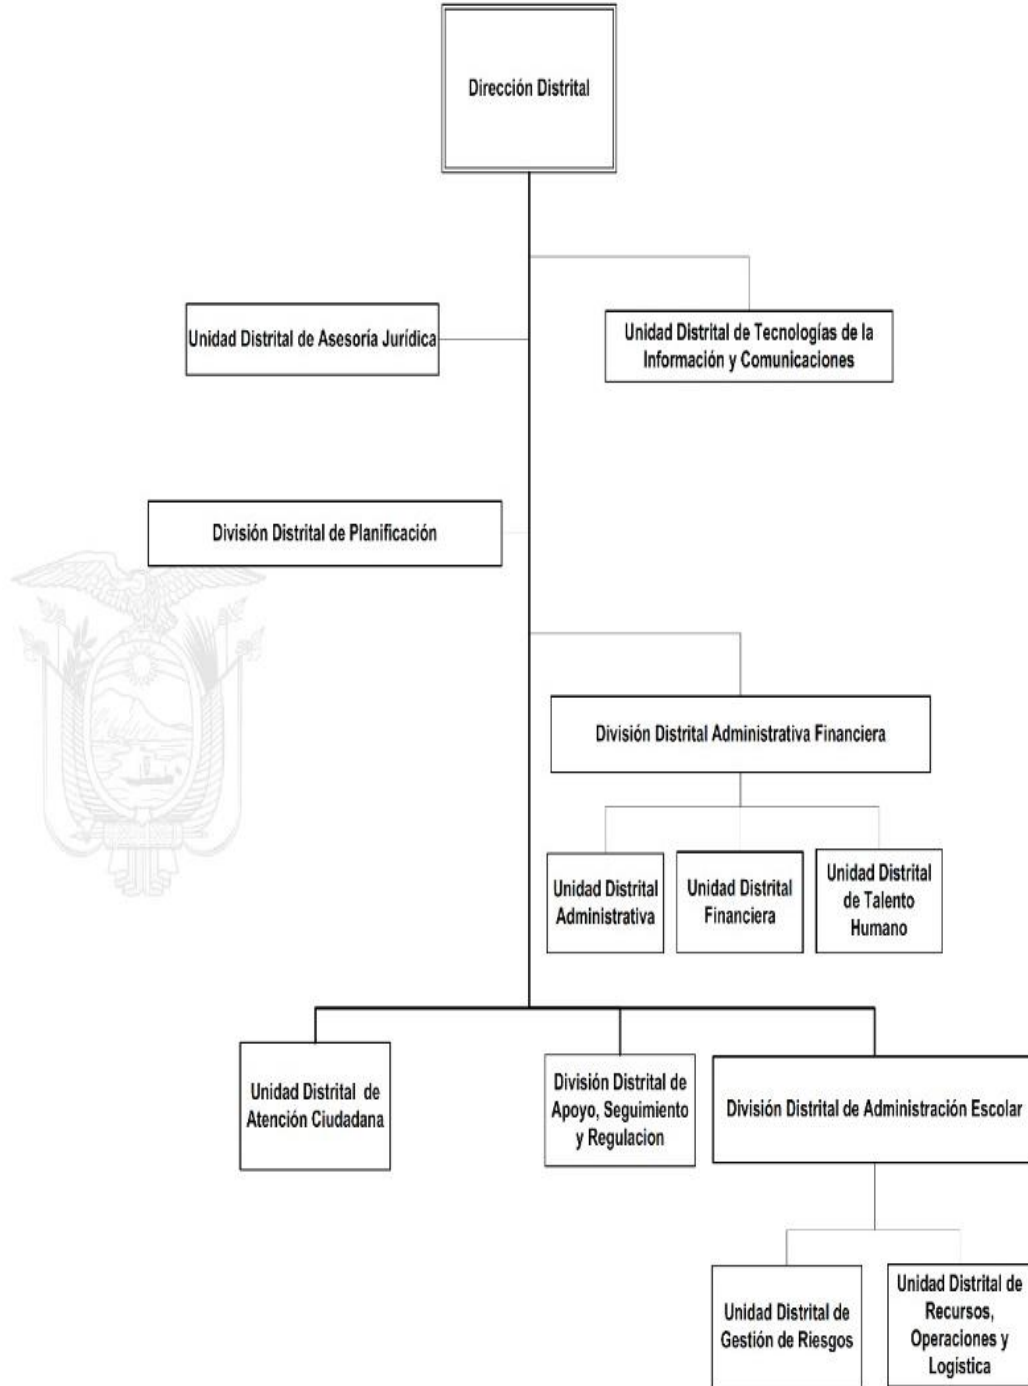 Dirección Distrital
Unidad Distrital de Asesoría Jurídica
Unidad Distrital de Tecnologías de la
Información y Comunicaciones
División Distrital de Planificación
División Distrital Administrativa Financiera
Unidad Distrital
Administrativa
Unidad Distrital
Financiera
Unidad Distrital
de Talento
Humano
Unidad Distrital de
Atención Ciudadana
División Distrital de
Apoyo, Seguimiento
y Regulacion
División Distrital de Administración Escolar
Unidad Distrital de
Gestión de Riesgos
Unidad Distrital de
Recursos,
Operaciones y
Logística